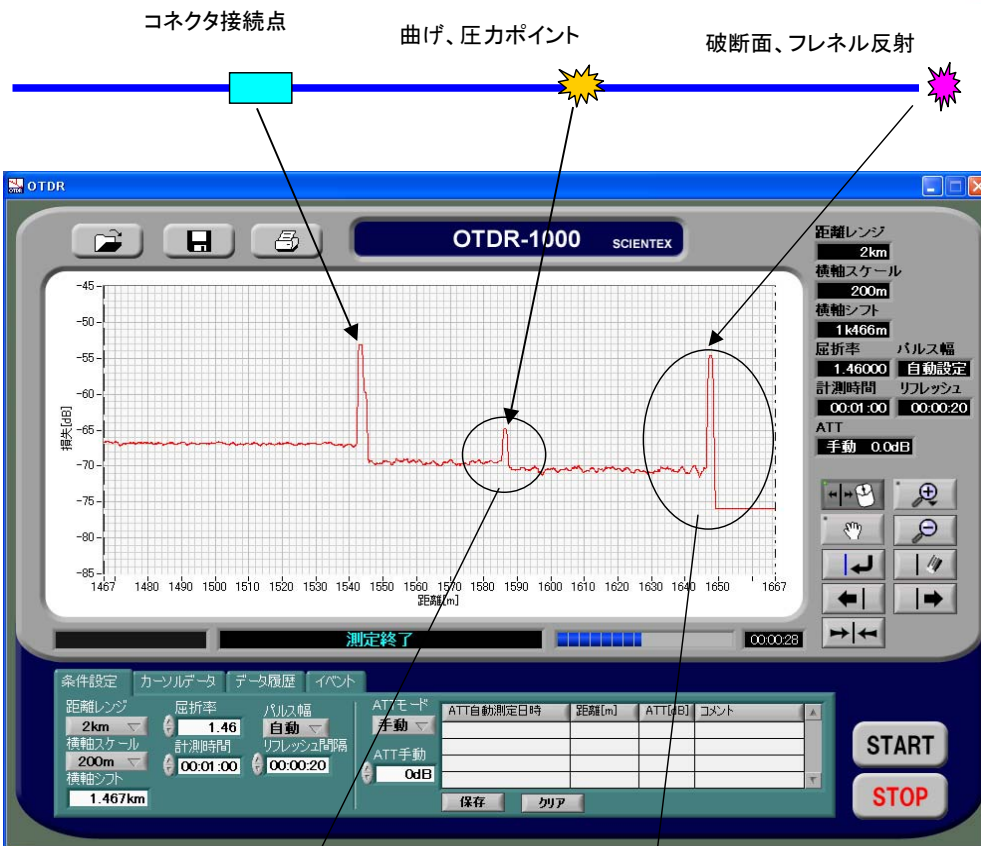 コネクタ接続点
曲げ、圧力ポイント
破断面、フレネル反射
OTDR
OTDR
OTDR-1000 SCIENTEX
距離レンジ
2km
横軸スケール
200m
横軸シフト
1k466m
屈折率 パルス幅
1.46000 自動設定
計測時間 リフレッシュ
00:01:00 00:00:20
ATT
手動 0.0dB
損失[dB]
-45
-50
-55
-60
-65
-70
-75
-80
-85
1467 1480 1490 1500 1510 1520 1530 1540 1550 1560 1570 1580 1590 1600 1610 1620 1630 1640 1650 1667
距離[m]
測定終了
00:00:28
条件設定 カーソルデータ データ履歴 イベント
距離レンジ 屈折率 パルス幅
2km 1.46 自動
横軸スケール 計測時間 リフレッシュ間隔
200m 00:01:00 00:00:20
横軸シフト
1.467km
ATTモード
手動
ATT手動
0dB
ATT自動測定日時 距離[m] ATT[dB] コメント
保存 クリア
START
STOP